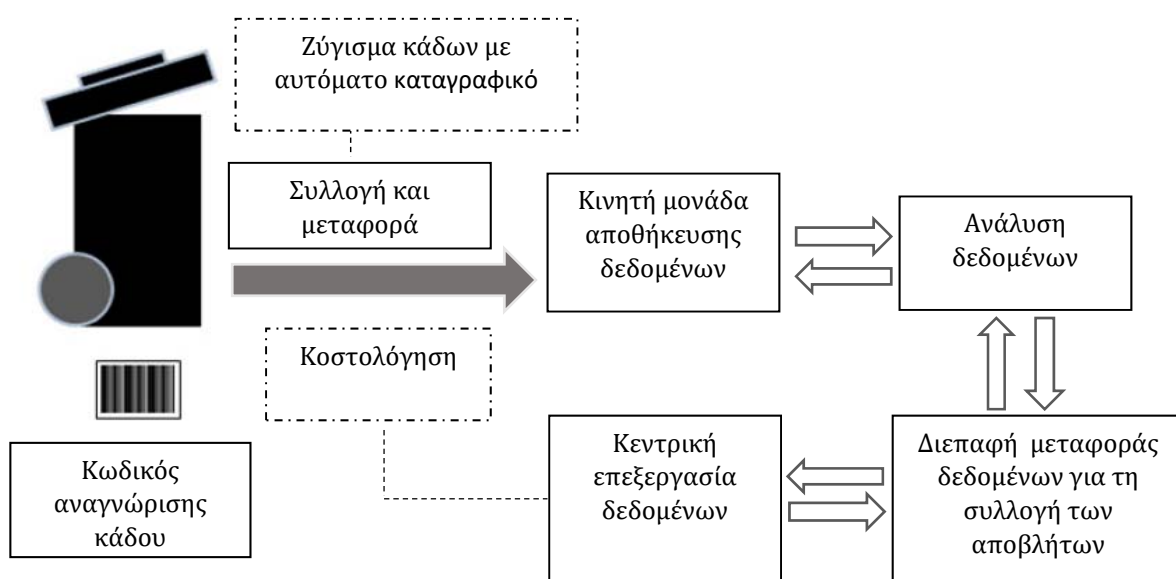 Ζύγισμα κάδων με
αυτόματο καταγραφικό
Συλλογή και
μεταφορά
Κινητή μονάδα
αποθήκευσης
δεδομένων
Ανάλυση
δεδομένων
Κοστολόγηση
Κωδικός
αναγνώρισης
κάδου
Κεντρική
επεξεργασία
δεδομένων
Διεπαφή μεταφοράς
δεδομένων για τη
συλλογή των
αποβλήτων